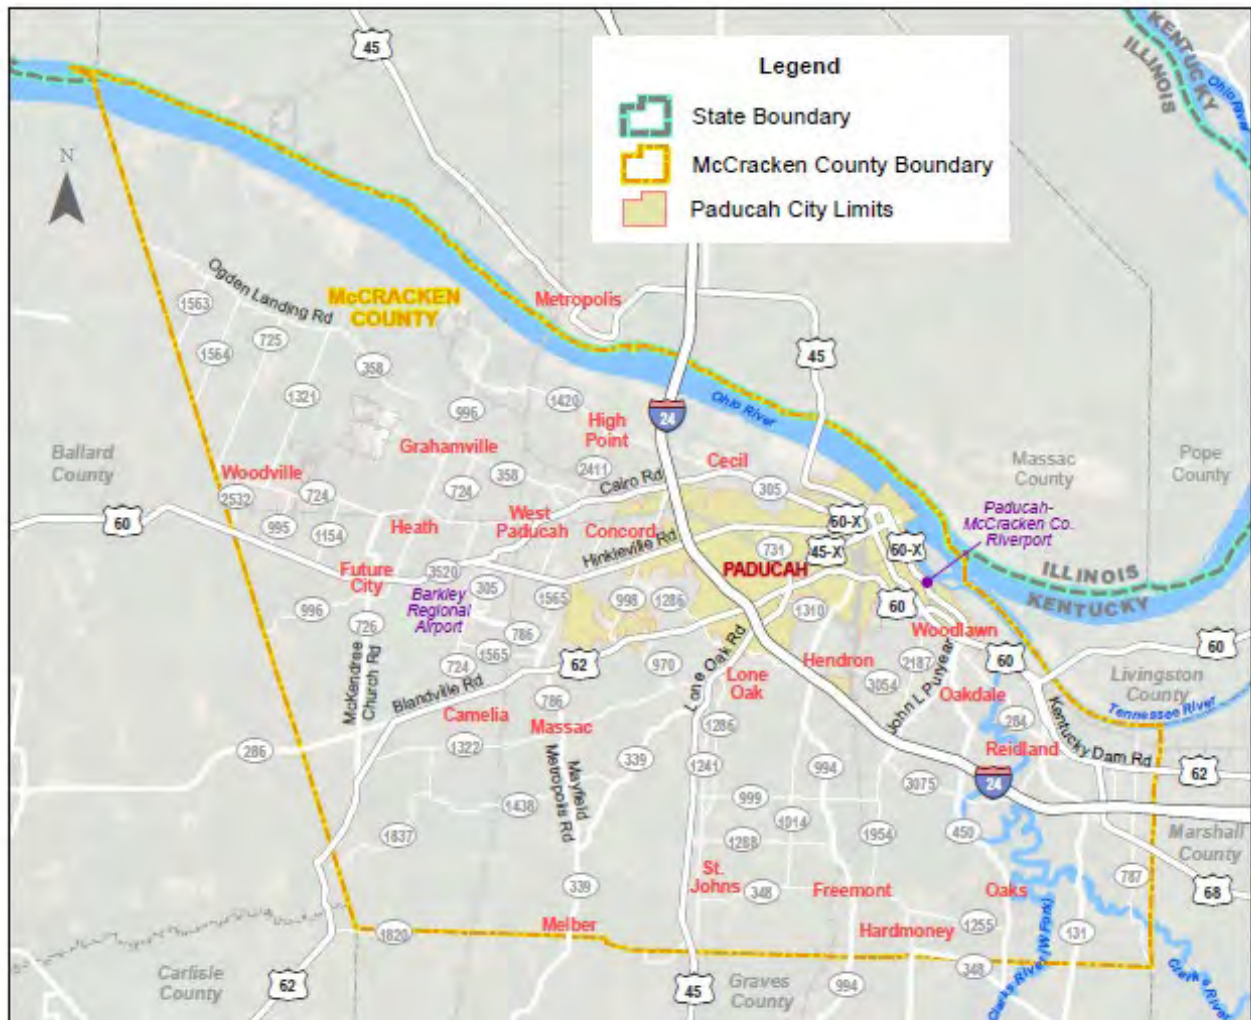 45
KENTUCKY
ILLINOIS
Ohio River
Legend
State Boundary
McCracken County Boundary
Paducah City Limits
N
Ogden Landing Rd
McCRACKEN
COUNTY
Metropolis
1563
725
1564
358
1321
45
24
Ohio River
996
1420
High
Point
Ballard
County
Grahamville
Cecil
Massac
County
Pope
County
Woodville
2532
724
358
724
2411
Cairo Rd
305
Paducah-
McCracken Co.
Riverport
60
995
1154
Heath
West
Paducah
Concord
Hinkleville Rd
60-X
45-X
60-X
731
PADUCAH
ILLINOIS
KENTUCKY
Future
City
3520
305
Barkley
Regional
Airport
1565
998
1286
1310
60
996
726
786
Woodlawn
McKendree
Church Rd
724
1565
62
970
Lone Oak Rd
Lone
Oak
Hendron
3054
2187
John L Puryear
Oakdale
60
60
Livingston
County
Tennessee River
Blandville Rd
Camelia
786
Massac
1286
284
Kentucky Dam Rd
Reidland
286
1322
Mayfield
Metropolis Rd
339
1241
994
3075
24
62
1438
999
1014
1837
1288
1954
450
Marshall
County
St.
Johns
348
Freemont
Oaks
787
68
339
Melber
1820
Hardmoney
1255
131
Clarks River (W Fork)
Clarks River
348
Carlisle
County
62
45
Graves
County
994